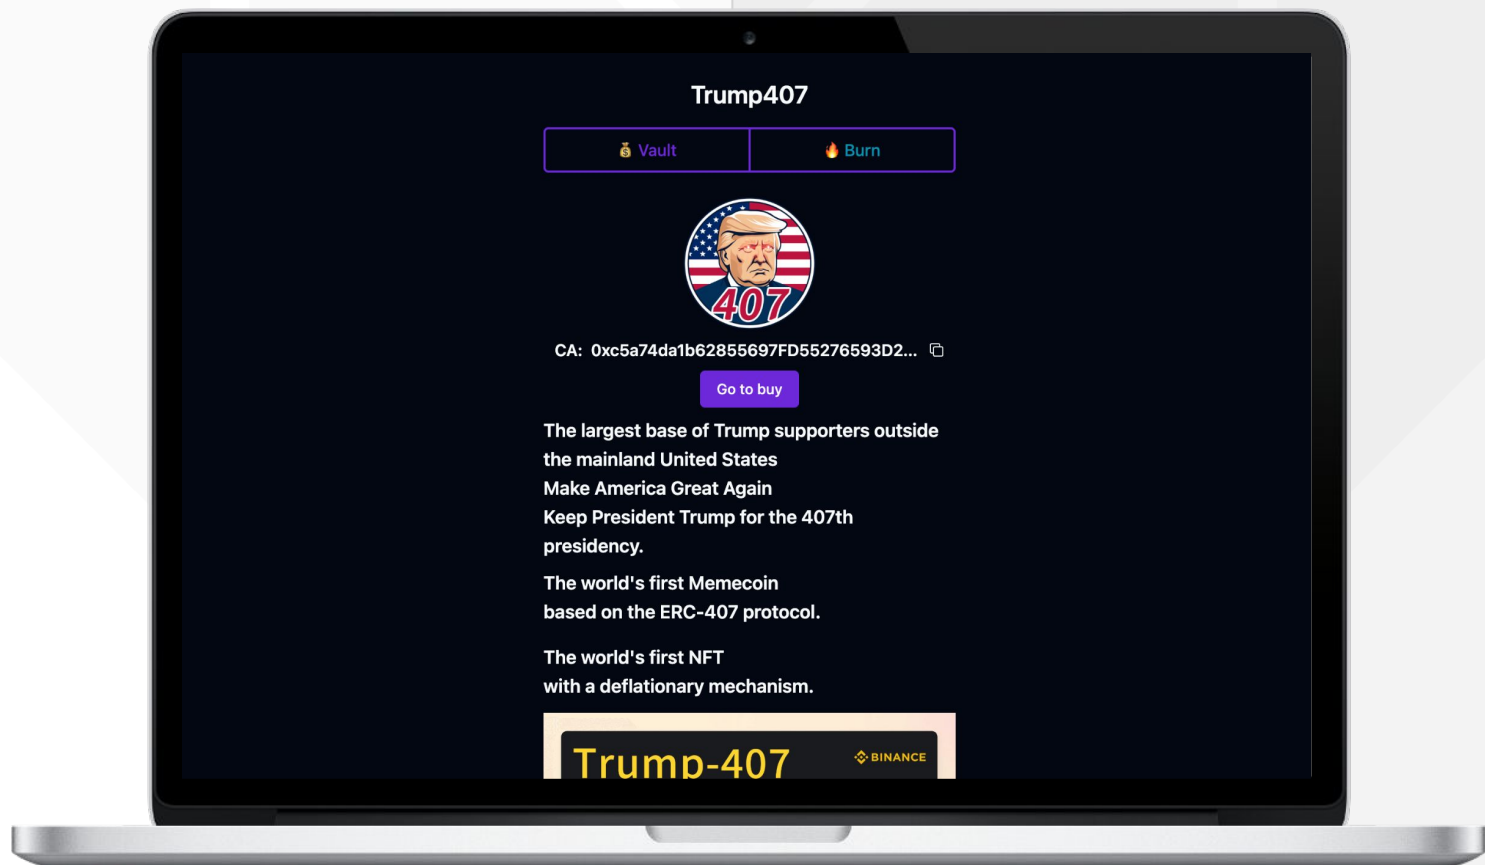 Trump407
Vault
Burn
407
CA: 0xc5a74da1b62855697FD55276593D2...
Go to buy
The largest base of Trump supporters outside
the mainland United States
Make America Great Again
Keep President Trump for the 407th
presidency.
The world's first Memecoin
based on the ERC-407 protocol.
The world's first NFT
with a deflationary mechanism.
Trump-407
BINANCE